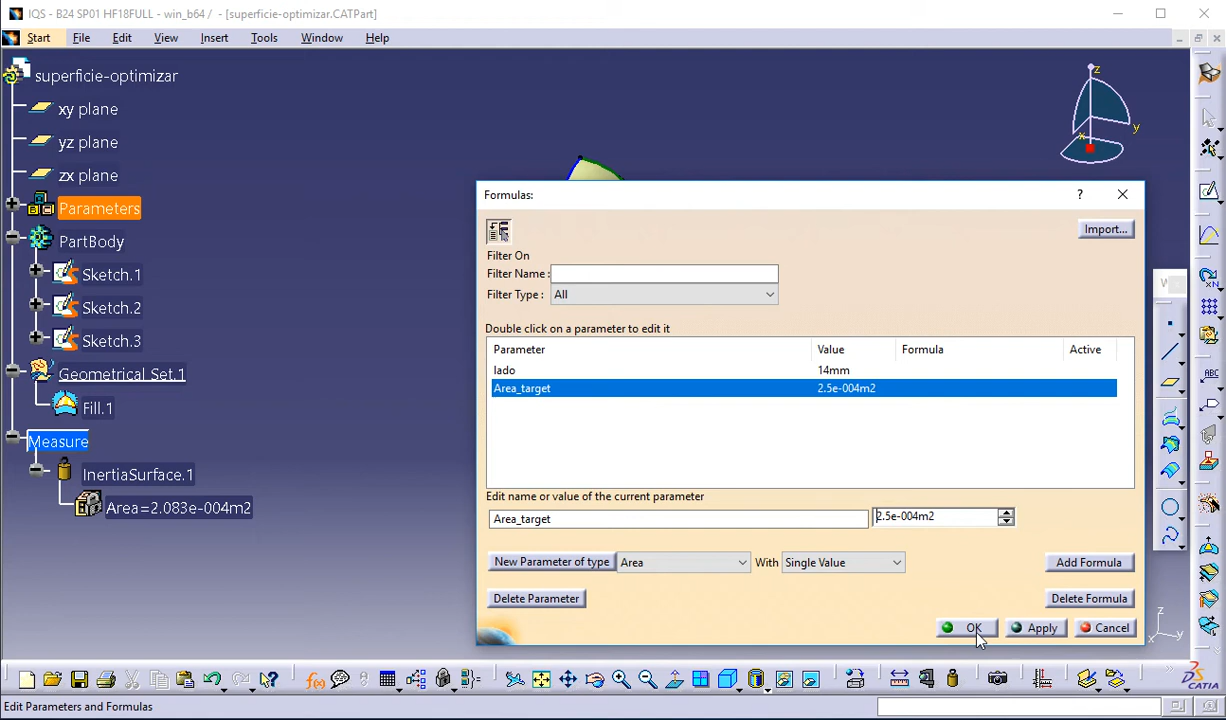 IQS - B24 SP01 HF18FULL - win_b64 / - [superficie-optimizar.CATPart]
Start File Edit View Insert Tools Window Help
superficie-optimizar
xy plane
yz plane
zx plane
Parameters
PartBody
Sketch.1
Sketch.2
Sketch.3
Geometrical Set.1
Fill.1
Measure
InertiaSurface.1
Area=2.083e-004m2
z
y
x
Formulas:
?
Import...
Filter On
Filter Name :
Filter Type : All
Double click on a parameter to edit it
Parameter Value Formula Active
lado 14mm
Area_target 2.5e-004m2
Edit name or value of the current parameter
Area_target 2.5e-004m2
New Parameter of type Area With Single Value Add Formula
Delete Parameter Delete Formula
OK Apply Cancel
W
ABC
z
x y
f(x)
CATIA
Edit Parameters and Formulas